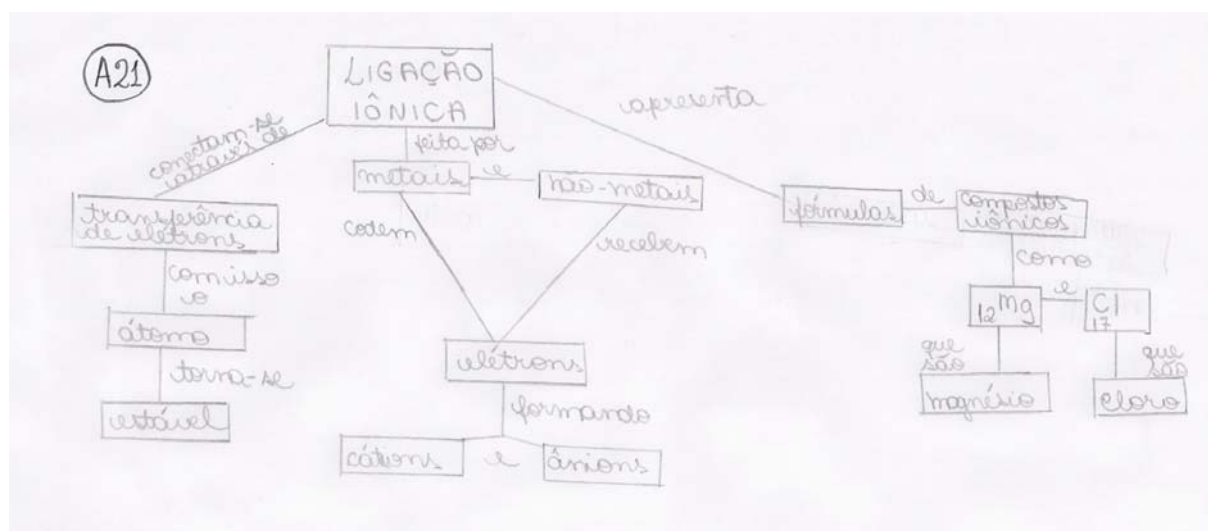 A21
LIGAÇÃO
IÔNICA
conectam-se
através de
transferência
de elétrons
com isso
o
átomo
torna-se
estável
feita por
metais e não-metais
cedem
recebem
elétrons
formando
cátions e ânions
apresenta
fórmulas de compostos
iônicos
como
12Mg e Cl
17
que
são
magnésio
que
são
cloro